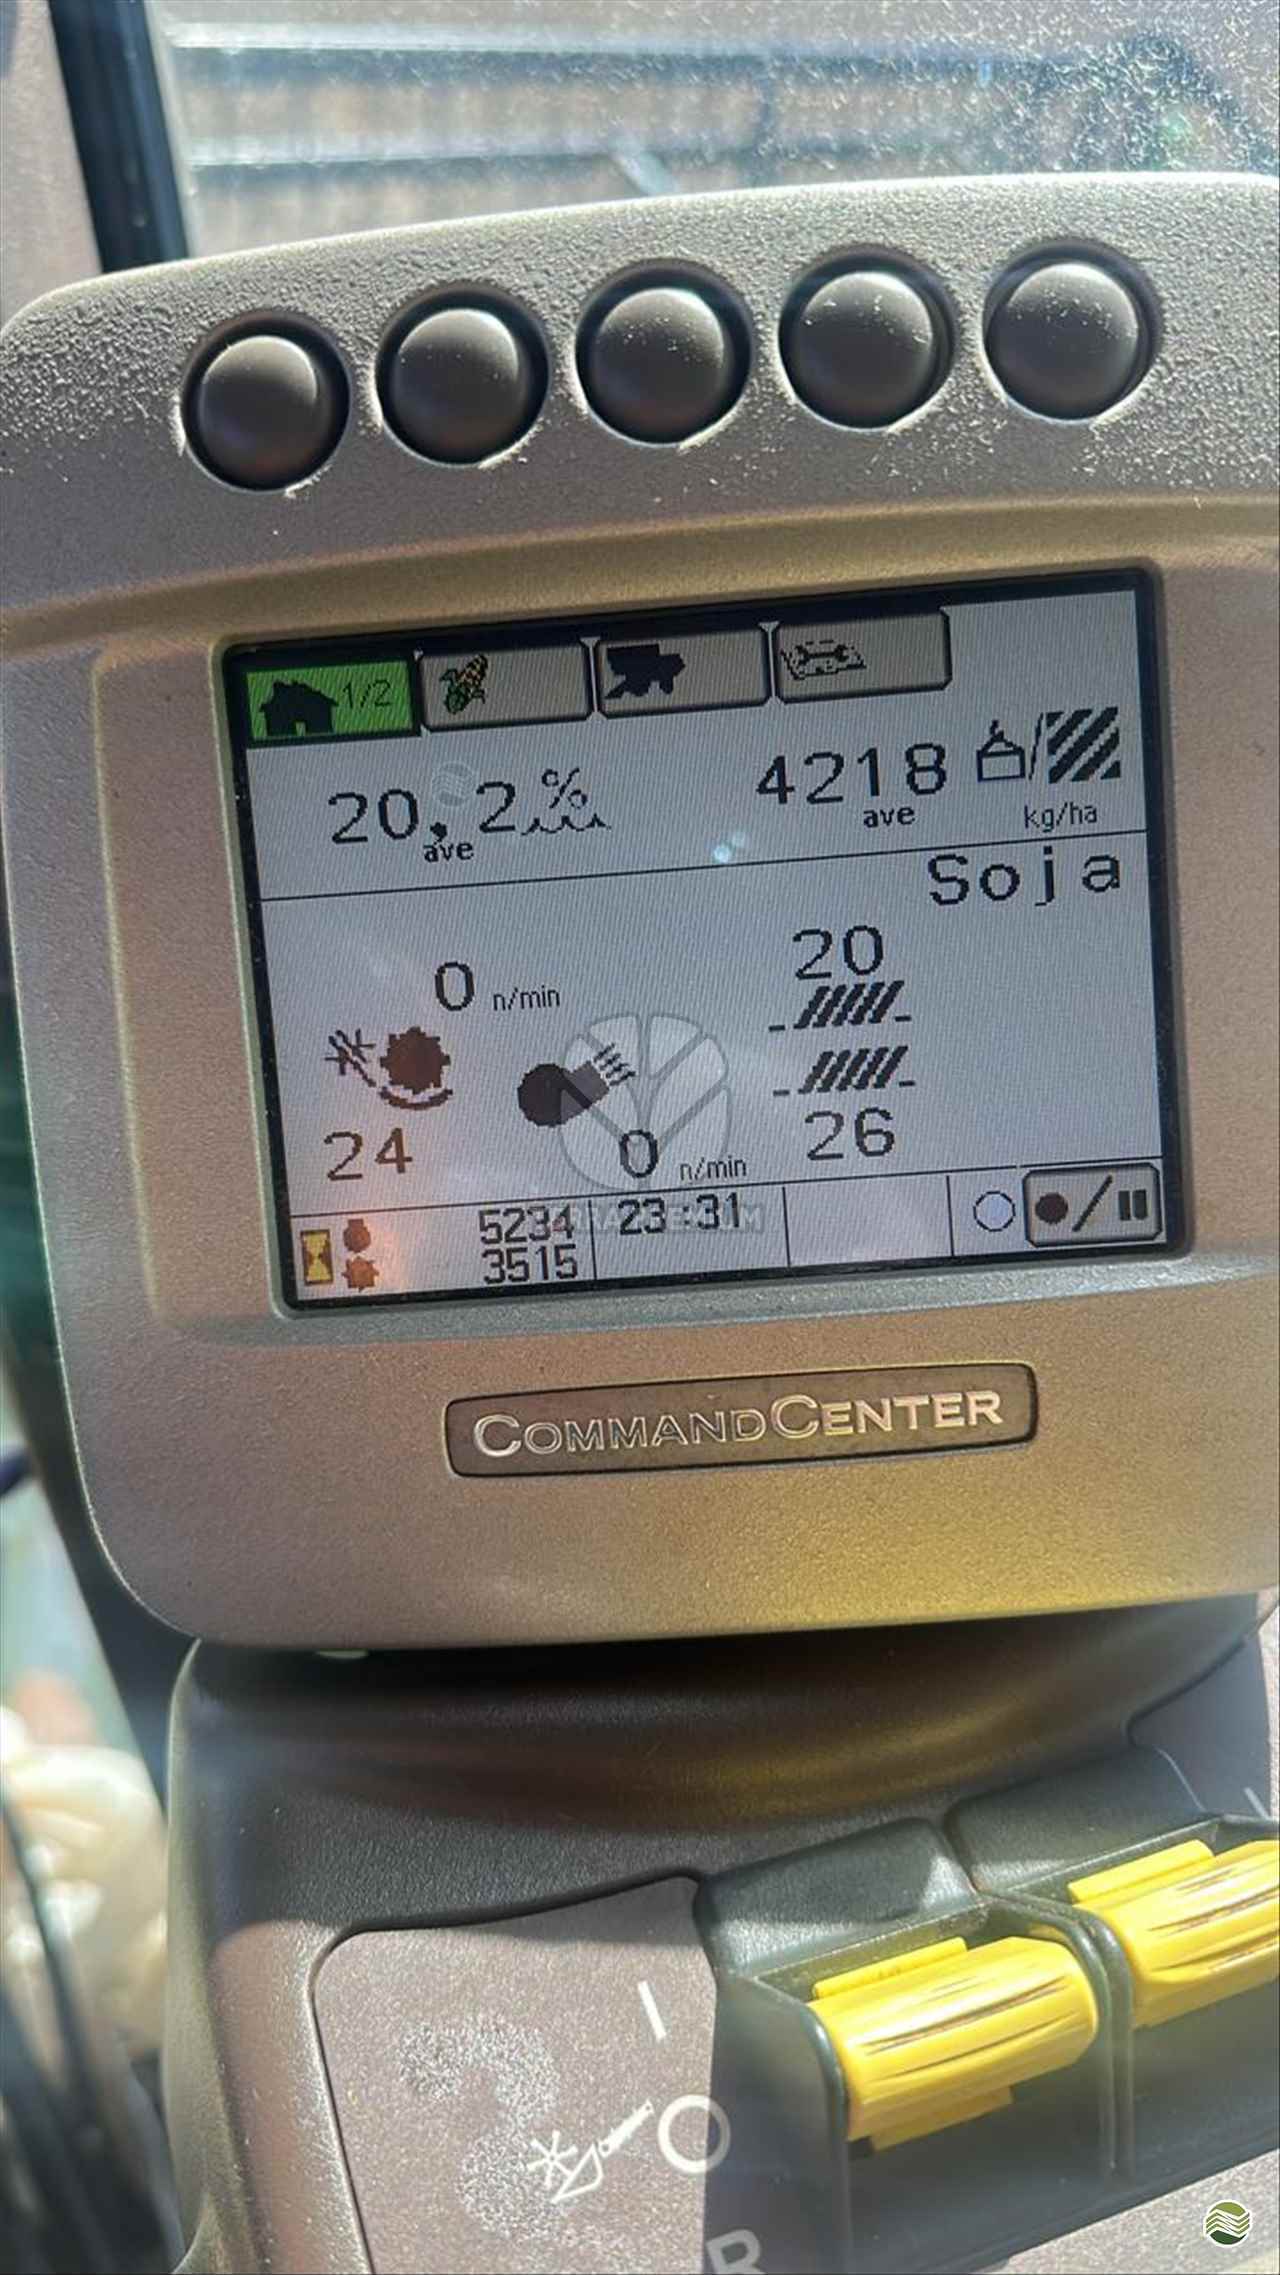 1/2
20.2%
ave
4218
ave
kg/ha
Soja
0 n/min
20
24
0 n/min
26
5234
3515
23:31
COMMANDCENTER
R